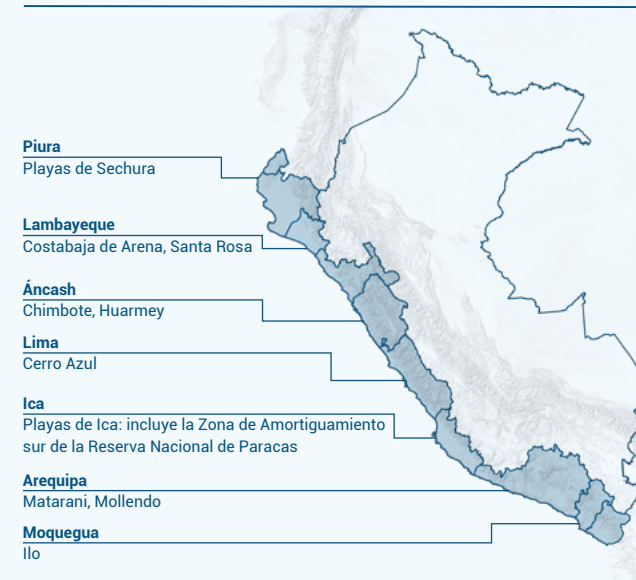 Piura
Playas de Sechura
Lambayeque
Costabaja de Arena, Santa Rosa
Áncash
Chimbote, Huarmey
Lima
Cerro Azul
Ica
Playas de Ica: incluye la Zona de Amortiguamiento
sur de la Reserva Nacional de Paracas
Arequipa
Matarani, Mollendo
Moquegua
Ilo